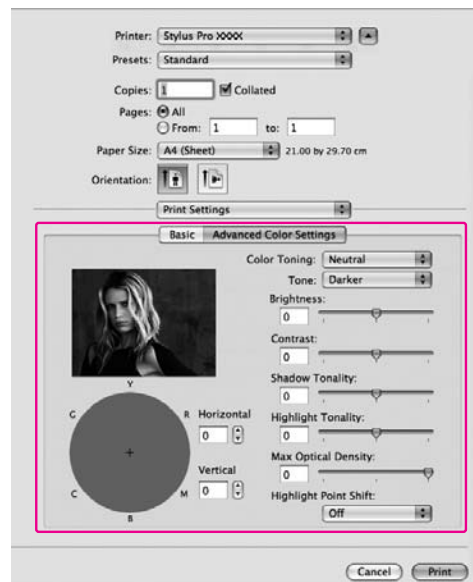 Printer: Stylus Pro XXXX
Presets: Standard
Copies: 1 Collated
Pages: All
From: 1 to: 1
Paper Size: A4 (Sheet) 21.00 by 29.70 cm
Orientation:
Print Settings
Basic Advanced Color Settings
Color Toning: Neutral
Tone: Darker
Brightness:
0
Contrast:
0
Shadow Tonality:
0
Highlight Tonality:
0
Max Optical Density:
0
Highlight Point Shift:
Off
Y
G R
C M
B
Horizontal
0
Vertical
0
Cancel Print